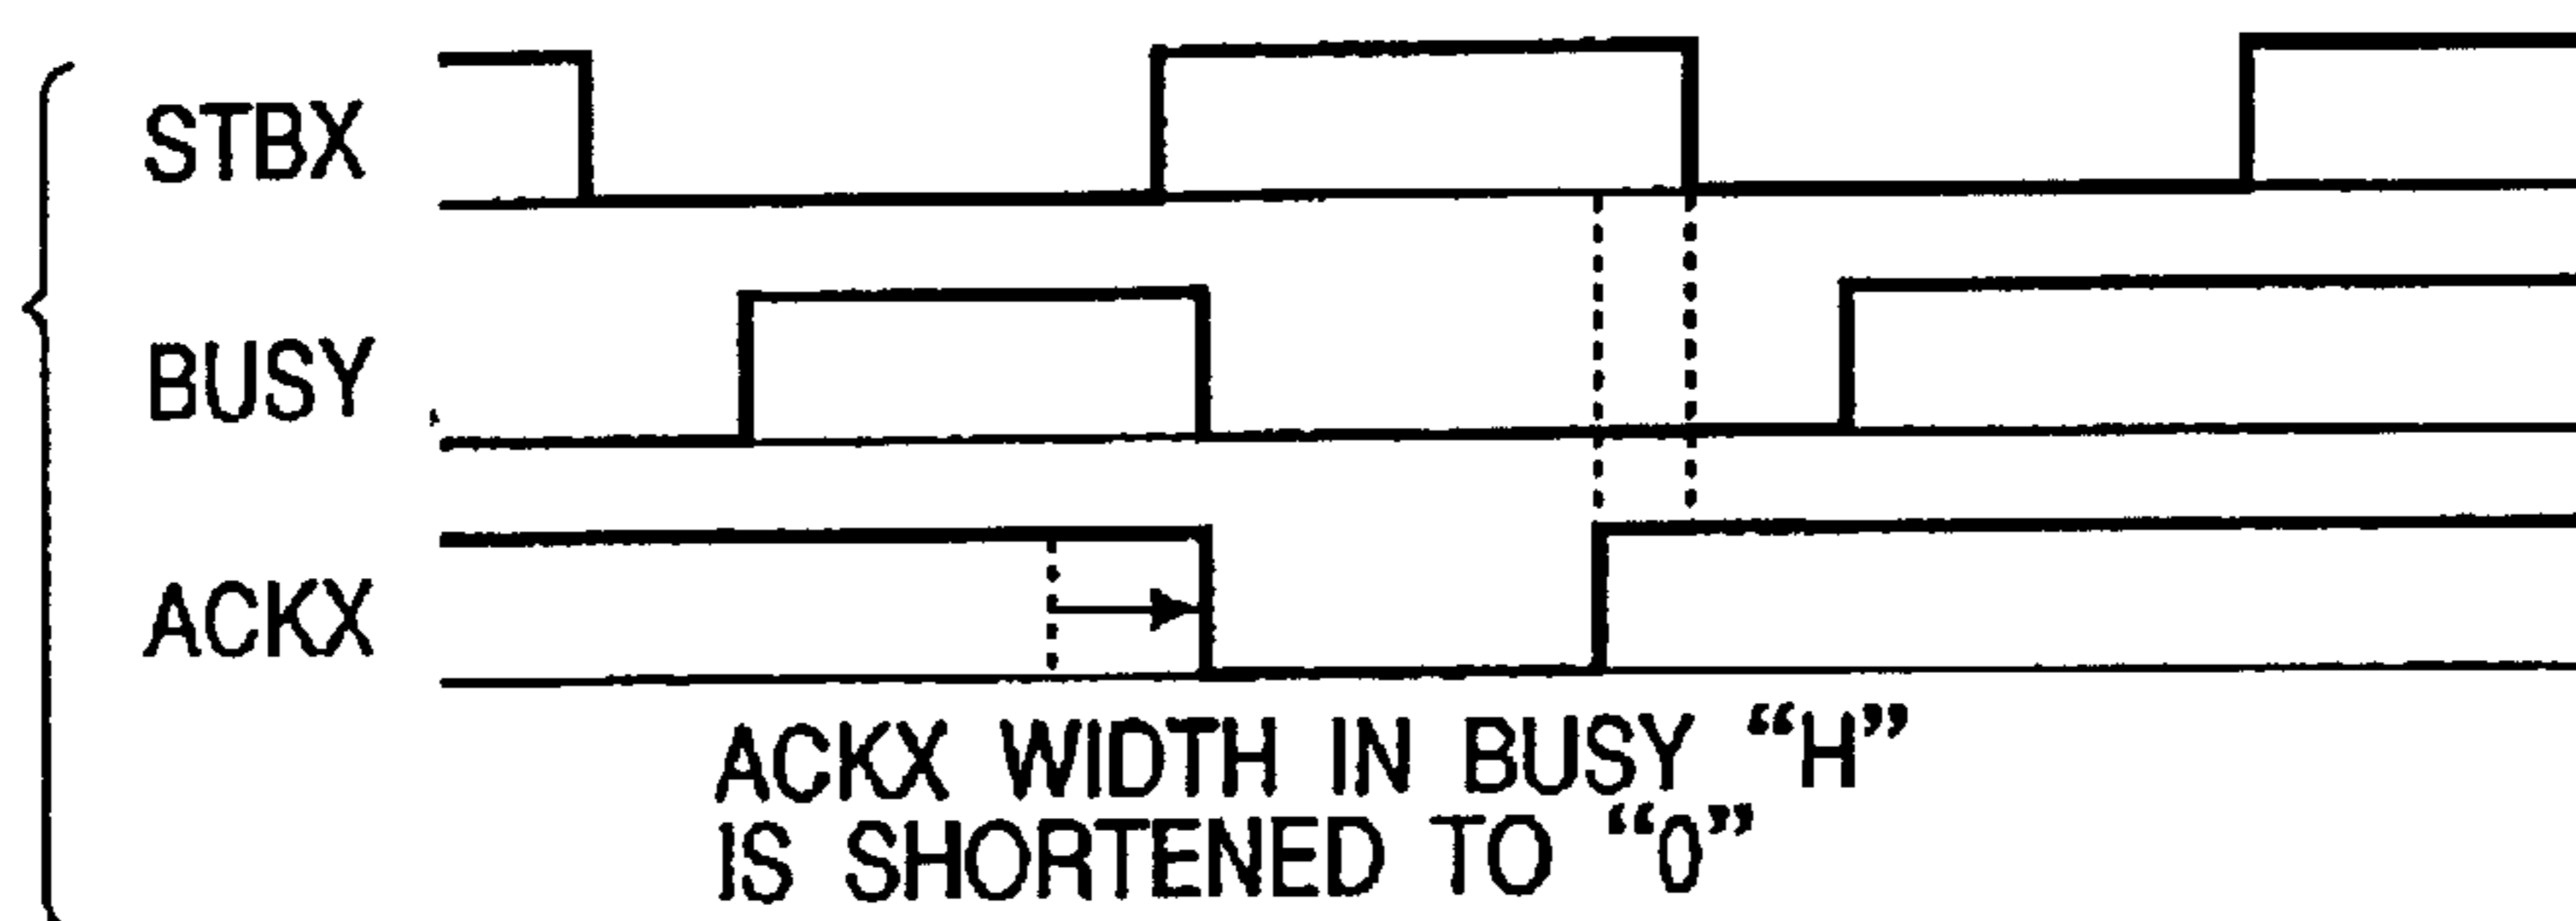 STBX
BUSY
ACKX
ACKX WIDTH IN BUSY “H”
IS SHORTENED TO “0”